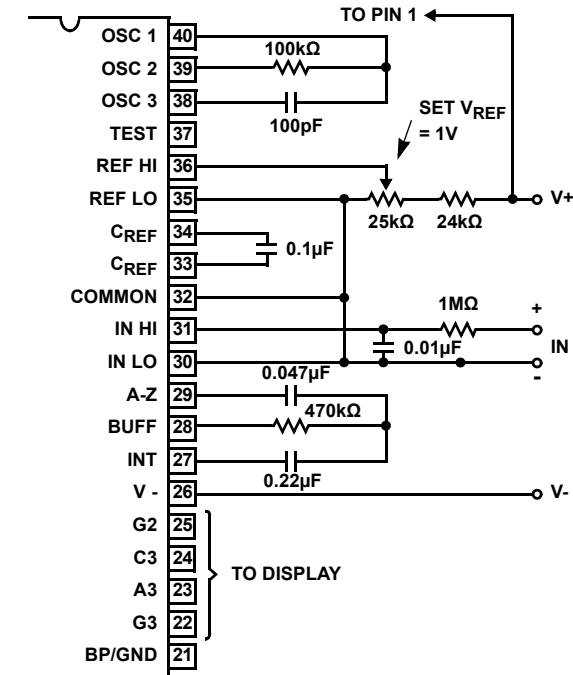 TO PIN 1
OSC 1 40
100kΩ
OSC 2 39
OSC 3 38
100pF
SET VREF
= 1V
TEST 37
REF HI 36
REF LO 35
V+
25kΩ 24kΩ
CREF 34
0.1µF
CREF 33
COMMON 32
1MΩ
+
IN HI 31
0.01µF
IN
IN LO 30
-
0.047µF
A-Z 29
470kΩ
BUFF 28
INT 27
0.22µF
V - 26
V-
G2 25
C3 24
TO DISPLAY
A3 23
G3 22
BP/GND 21